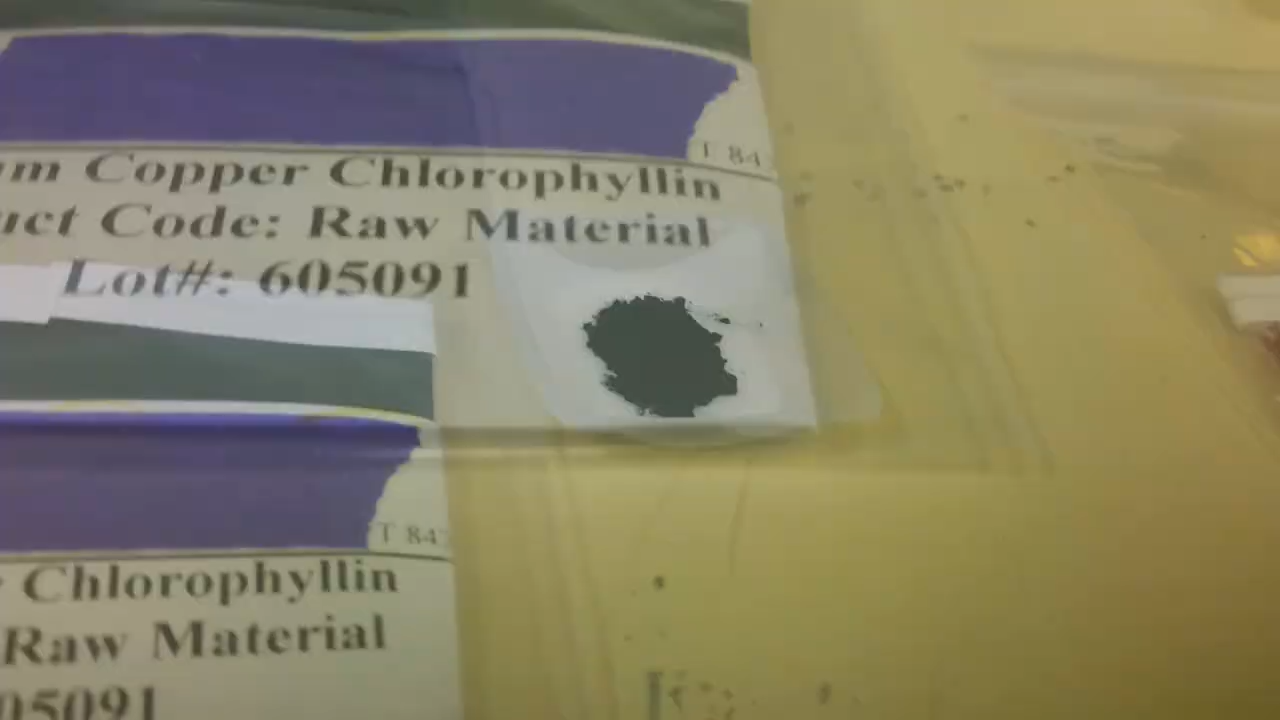 T 84
m Copper Chlorophyllin
uct Code: Raw Material
Lot#: 605091
T 84
Chlorophyllin
Raw Material
05091